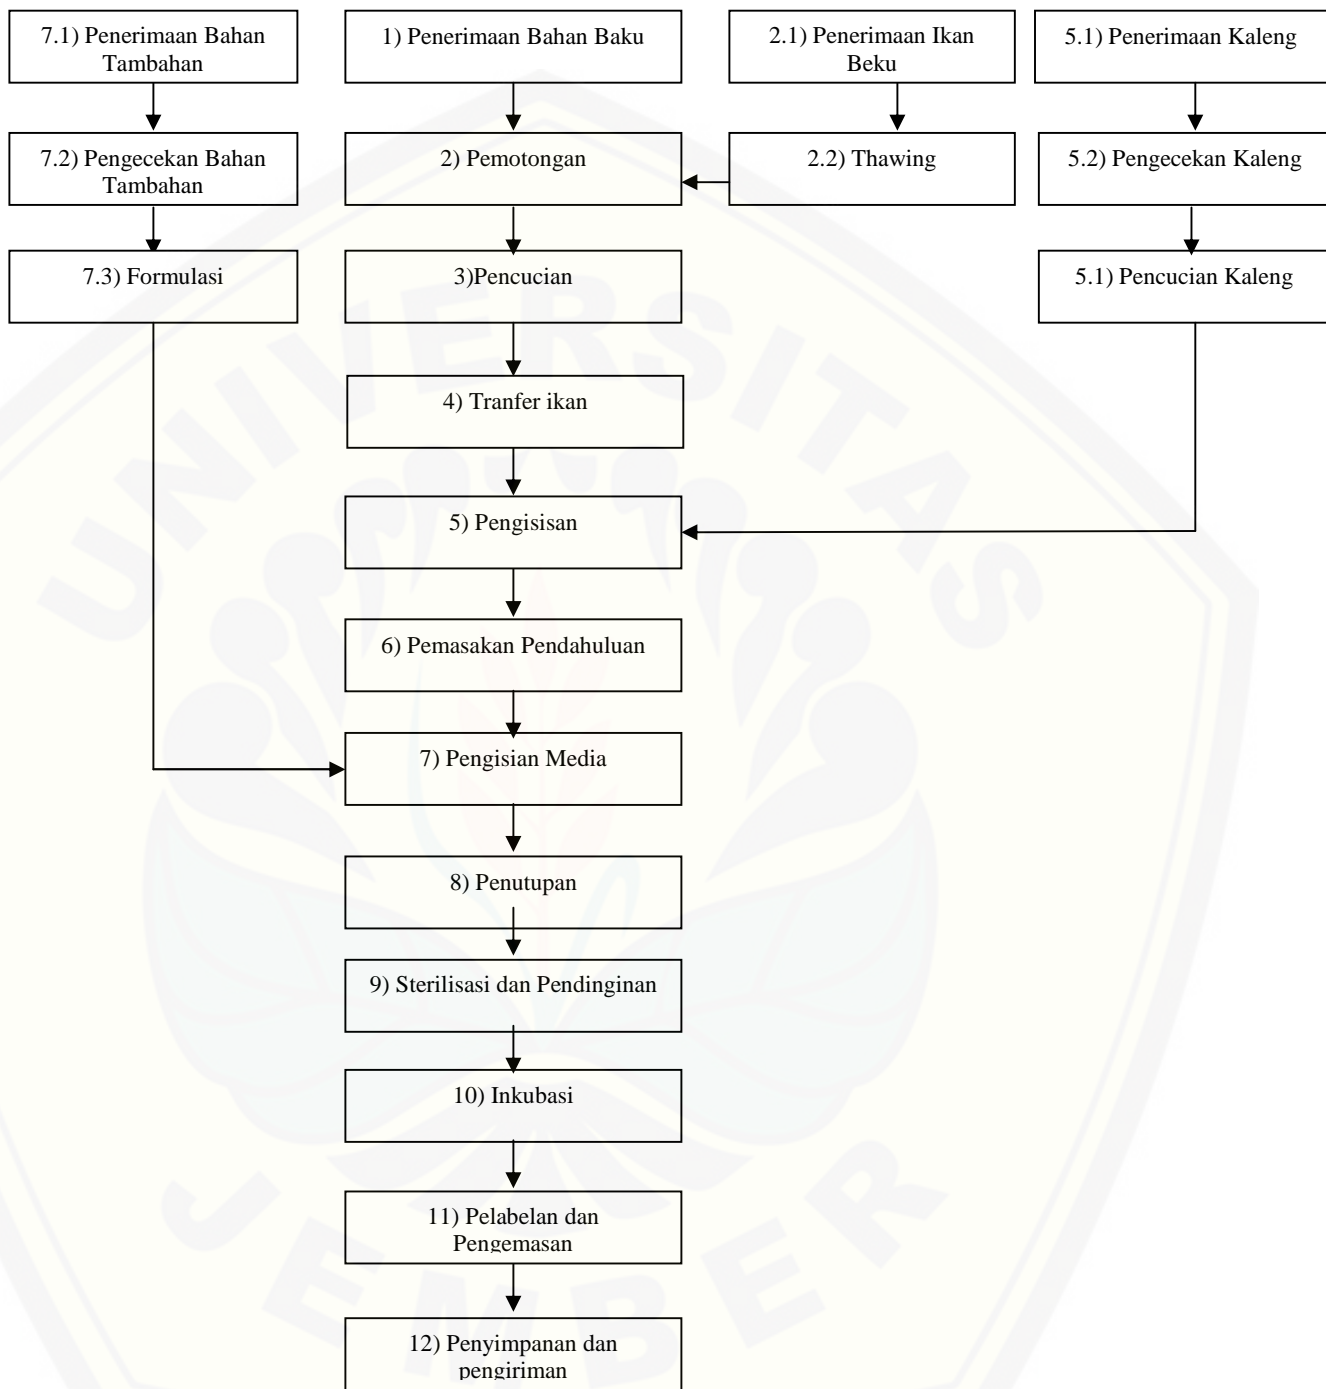 7.1) Penerimaan Bahan
Tambahan
1) Penerimaan Bahan Baku
2.1) Penerimaan Ikan
Beku
5.1) Penerimaan Kaleng
7.2) Pengecekan Bahan
Tambahan
2) Pemotongan
2.2) Thawing
5.2) Pengecekan Kaleng
7.3) Formulasi
3)Pencucian
5.1) Pencucian Kaleng
4) Tranfer ikan
5) Pengisisan
6) Pemasakan Pendahuluan
7) Pengisian Media
8) Penutupan
9) Sterilisasi dan Pendinginan
10) Inkubasi
11) Pelabelan dan
Pengemasan
12) Penyimpanan dan
pengiriman
UNIVERSITAS
JEMBER